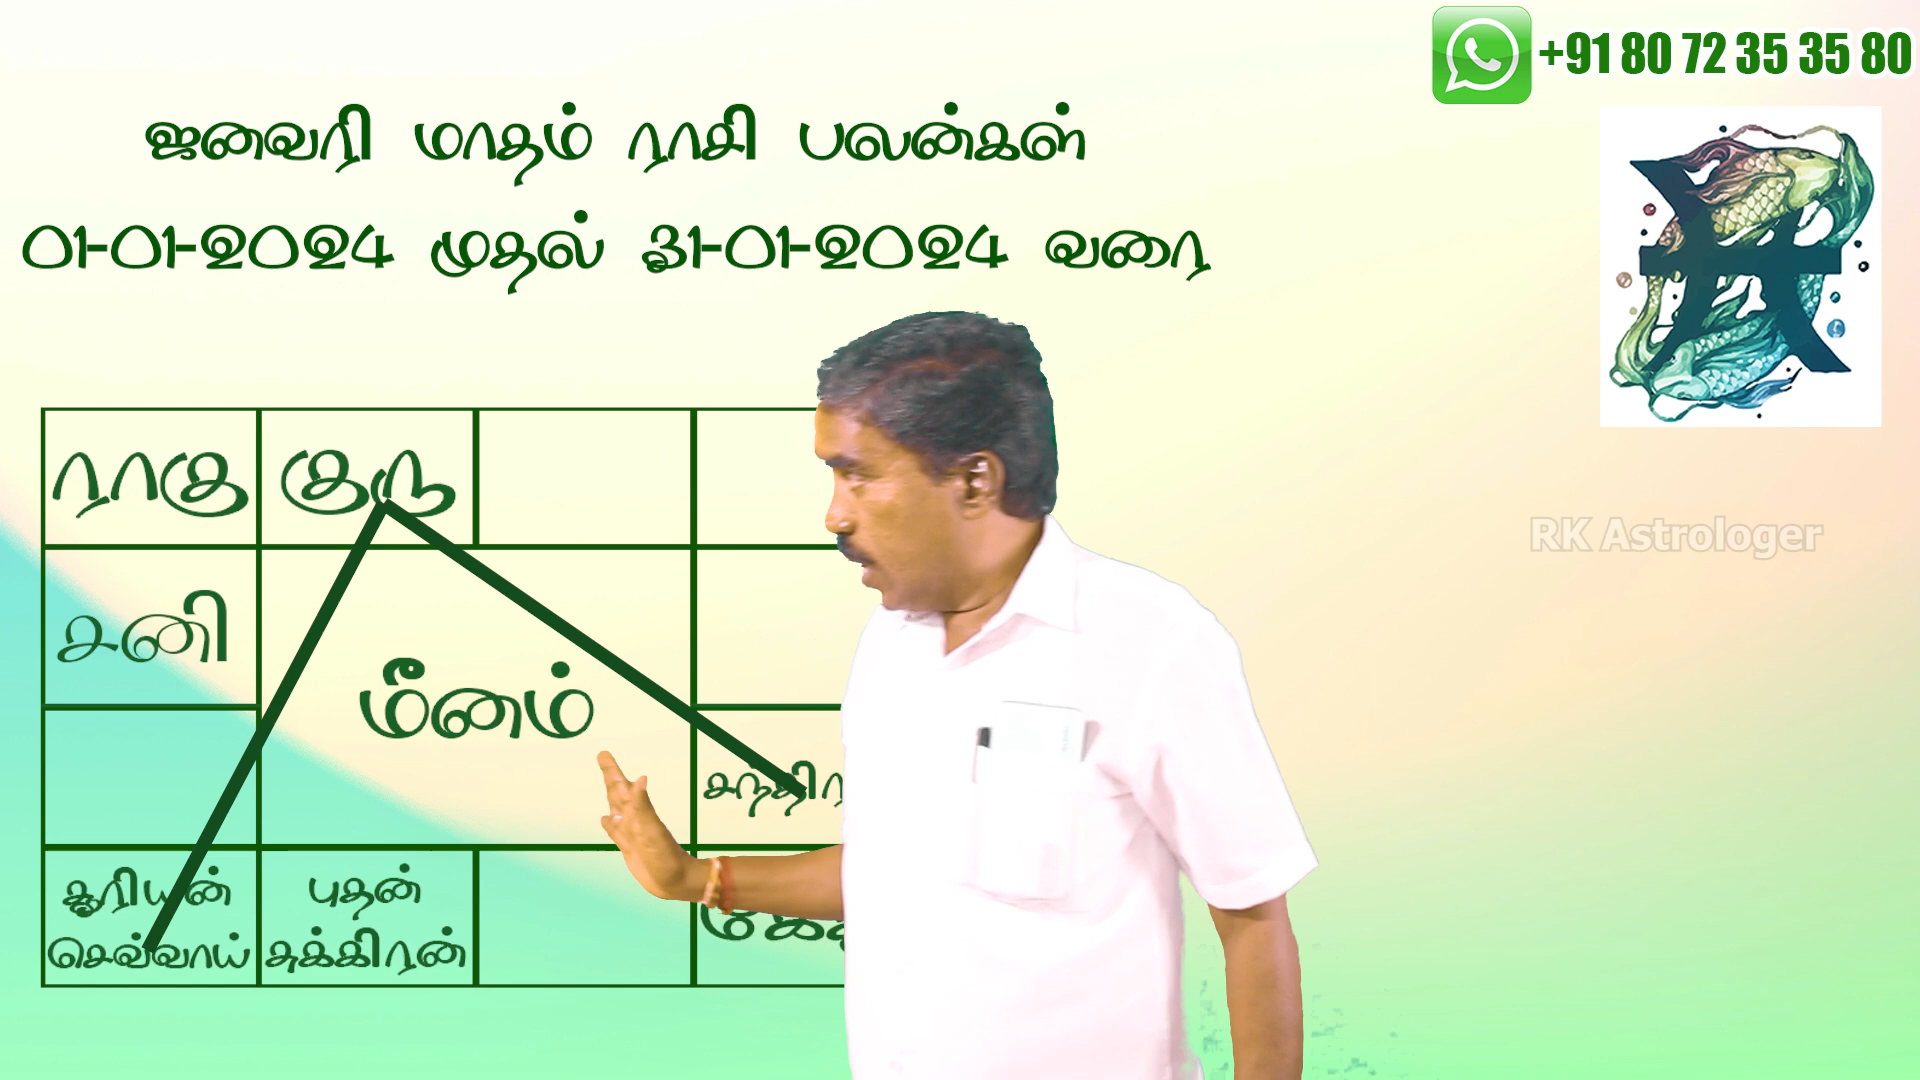 +91 80 72 35 35 80
ஜனவரி மாதம் ராசி பலன்கள்
01-01-2024 முதல் 31-01-2024 வரை
RK Astrologer
ராகு
குரு
சனி
மீனம்
சூரியன்
செவ்வாய்
புதன்
சுக்கிரன்